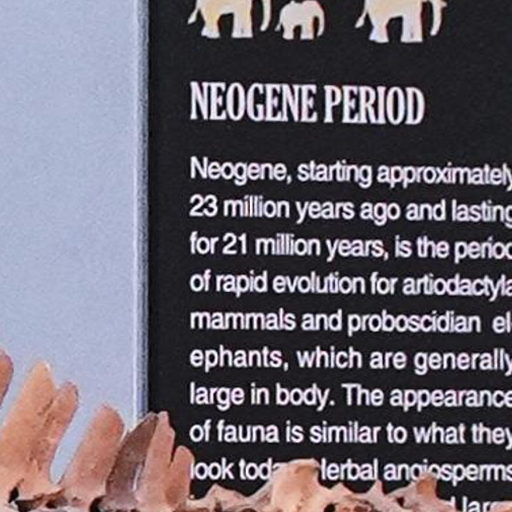 NEOGENE PERIOD
Neogene, starting approximately
23 million years ago and lasting
for 21 million years, is the period
of rapid evolution for artiodactyla
mammals and proboscidian el-
ephants, which are generally
large in body. The appearance
of fauna is similar to what they
look angiosperms